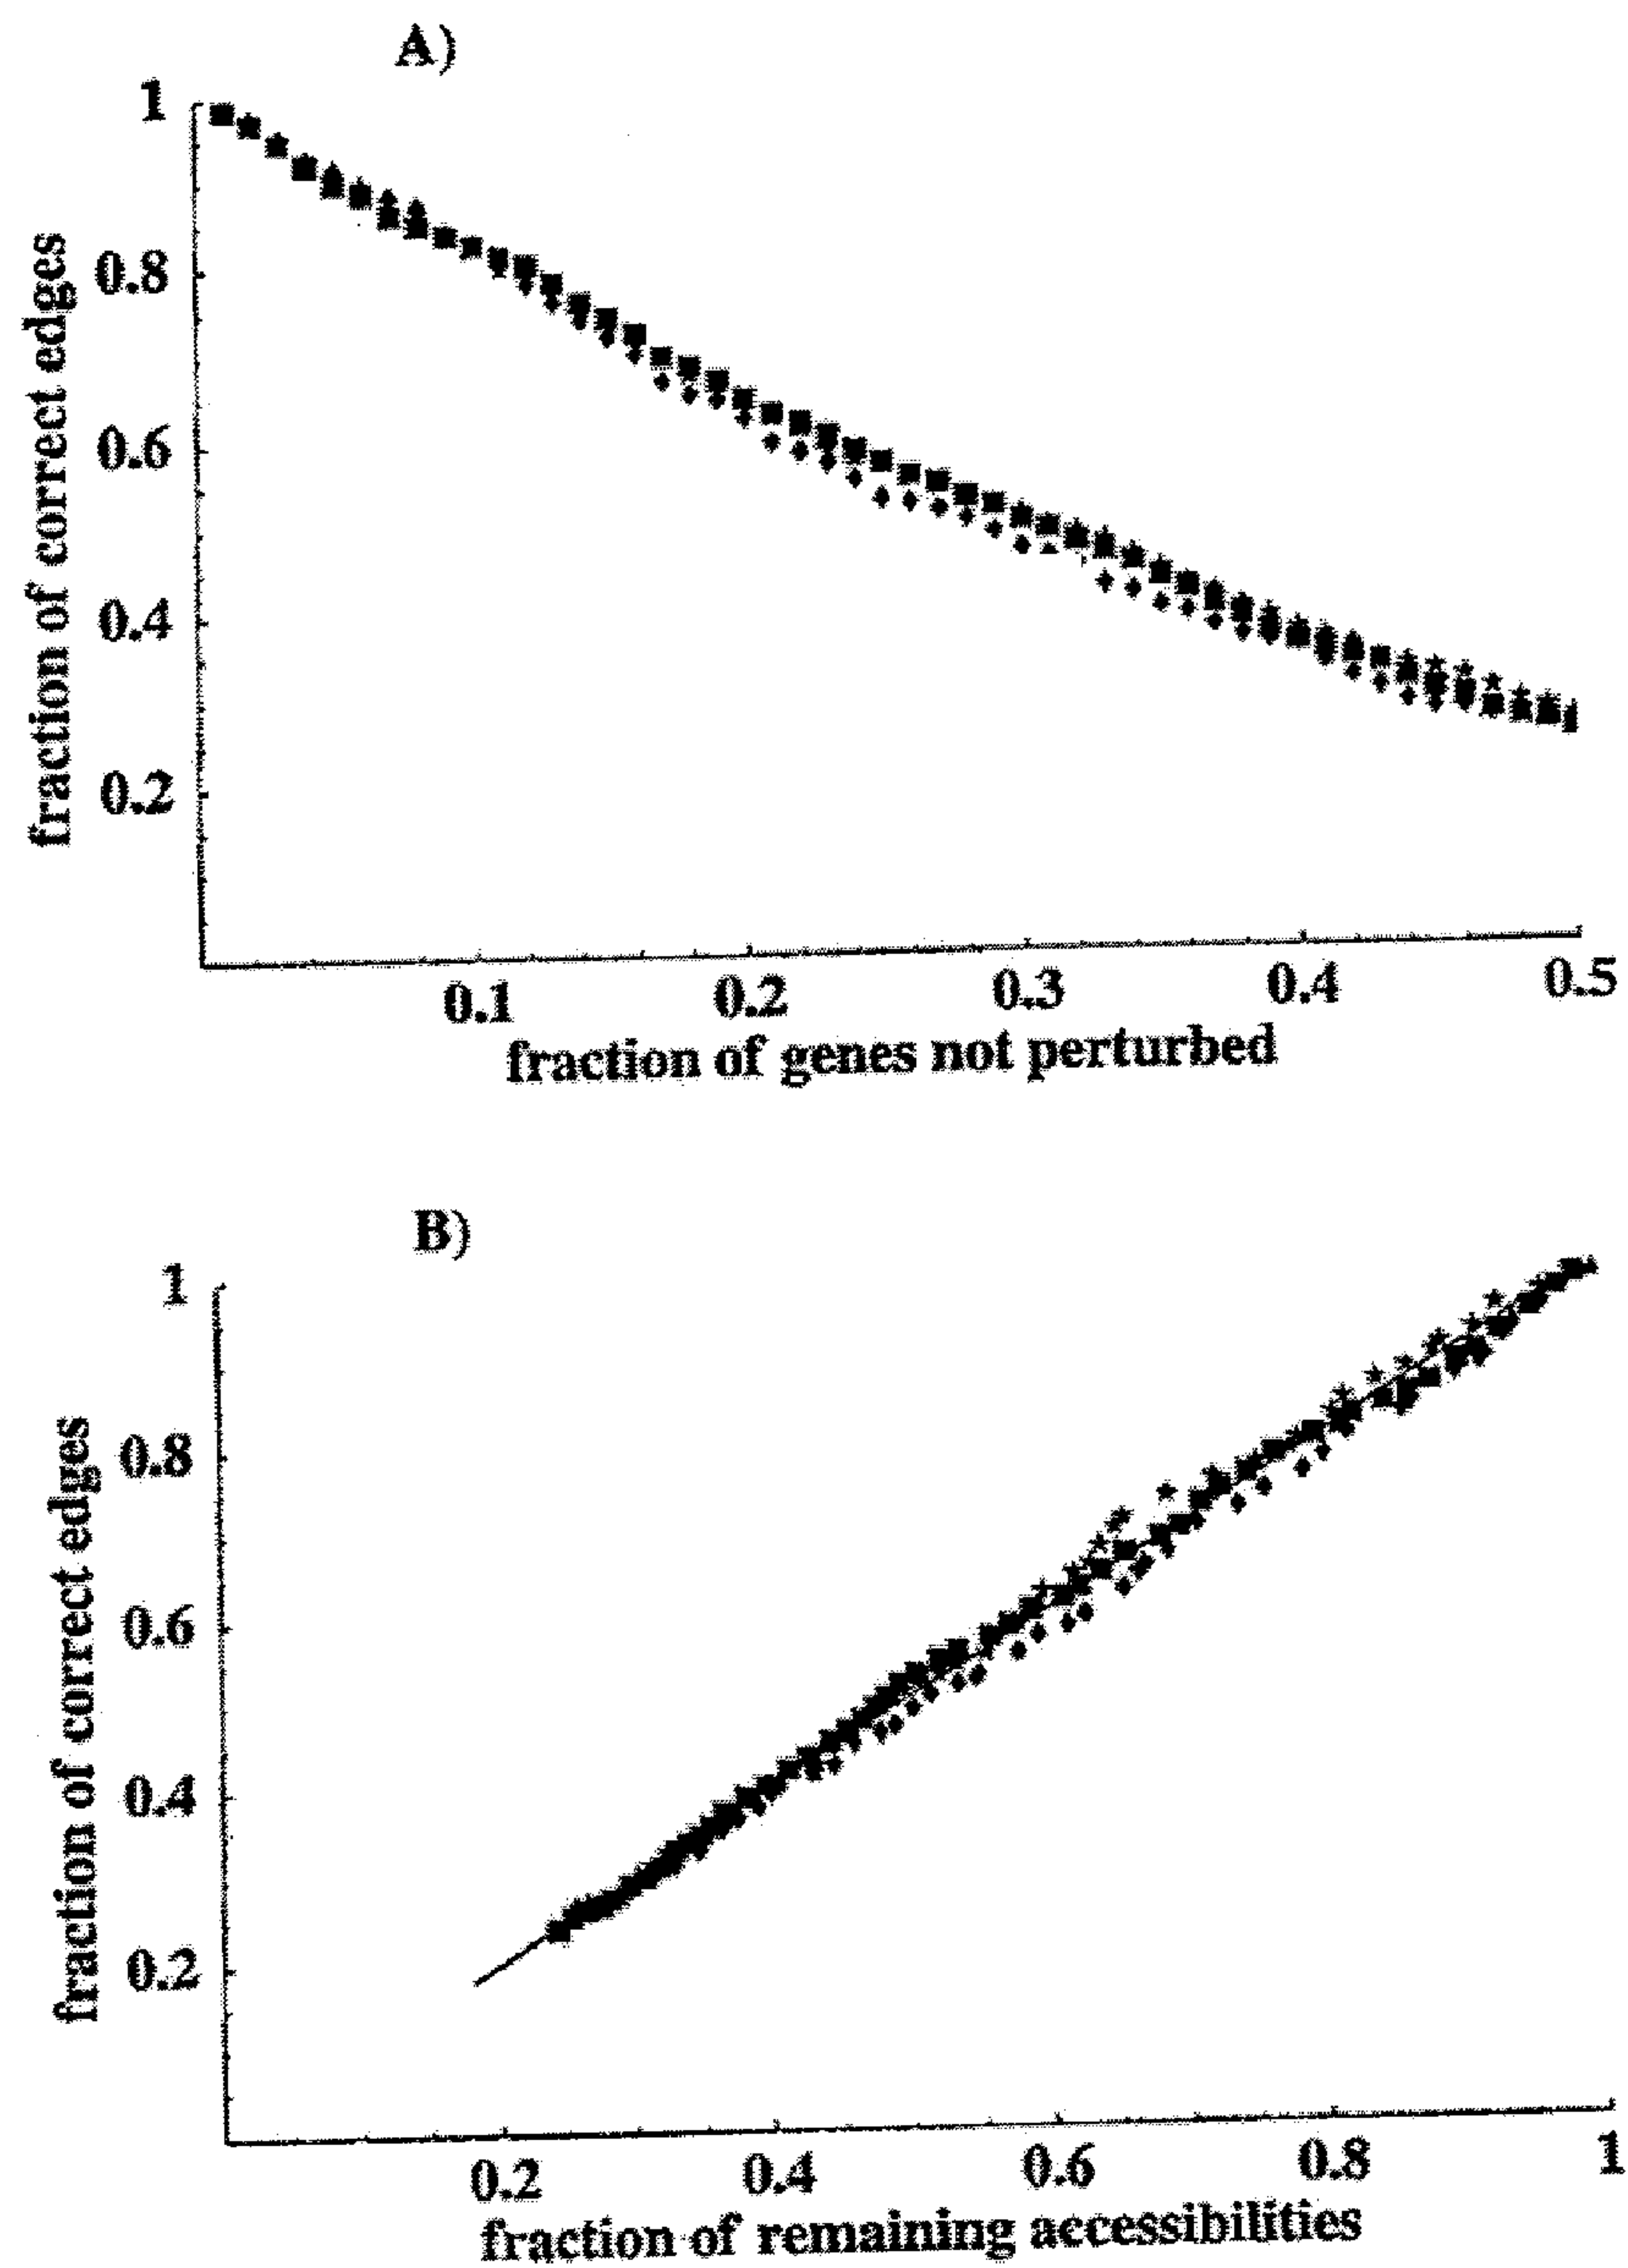 A)
1
0.8
0.6
0.4
0.2
fraction of correct edges
0.1 0.2 0.3 0.4 0.5
fraction of genes not perturbed
B)
1
0.8
0.6
0.4
0.2
fraction of correct edges
0.2 0.4 0.6 0.8 1
fraction of remaining accessibilities